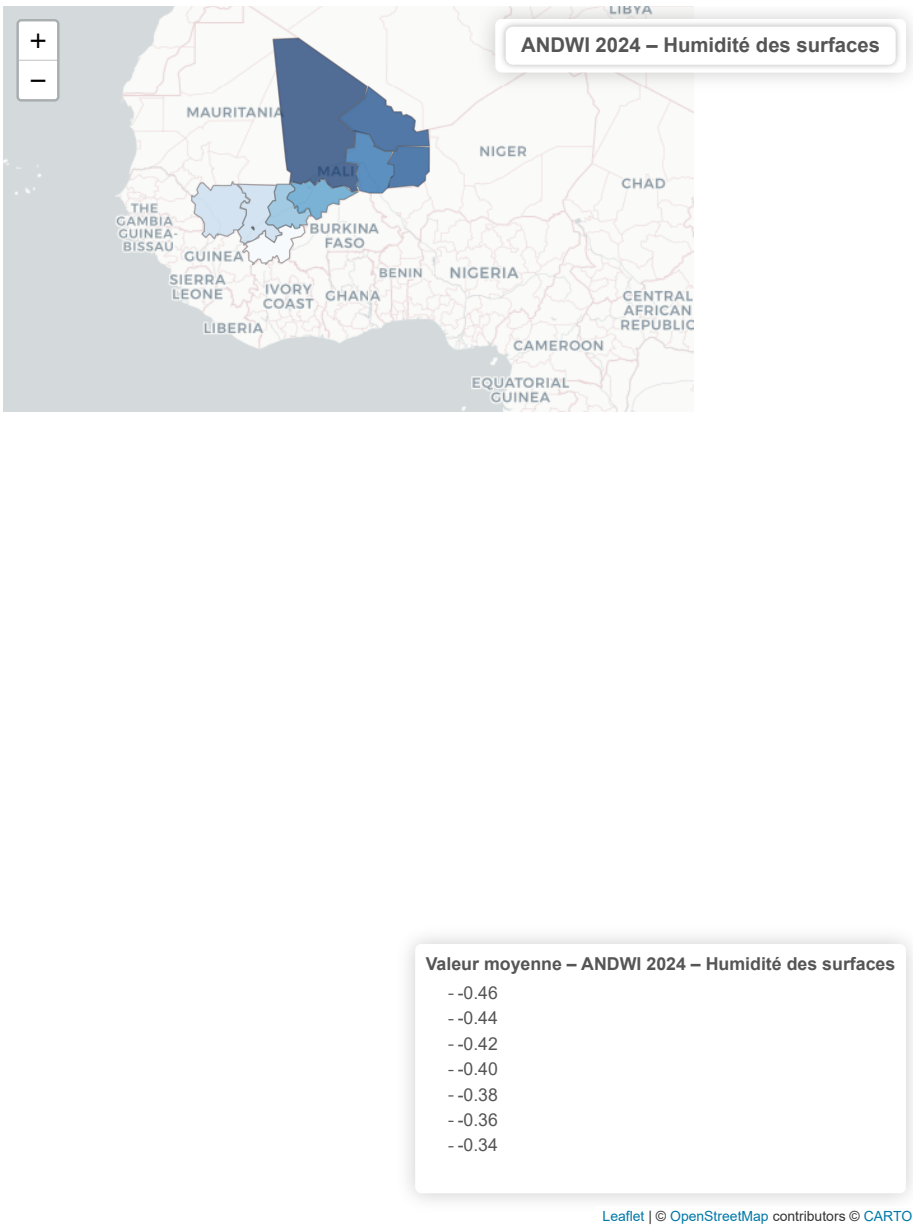 LIBYA
+
ANDWI 2024 – Humidité des surfaces
−
MAURITANIA
NIGER
MALI
CHAD
THE
GAMBIA
GUINEA-
BISSAU
BURKINA
FASO
GUINEA
BENIN
NIGERIA
SIERRA
LEONE
IVORY
COAST
GHANA
CENTRAL
AFRICAN
REPUBLIC
LIBERIA
CAMEROON
EQUATORIAL
GUINEA
Valeur moyenne – ANDWI 2024 – Humidité des surfaces
- -0.46
- -0.44
- -0.42
- -0.40
- -0.38
- -0.36
- -0.34
Leaflet | © OpenStreetMap contributors © CARTO